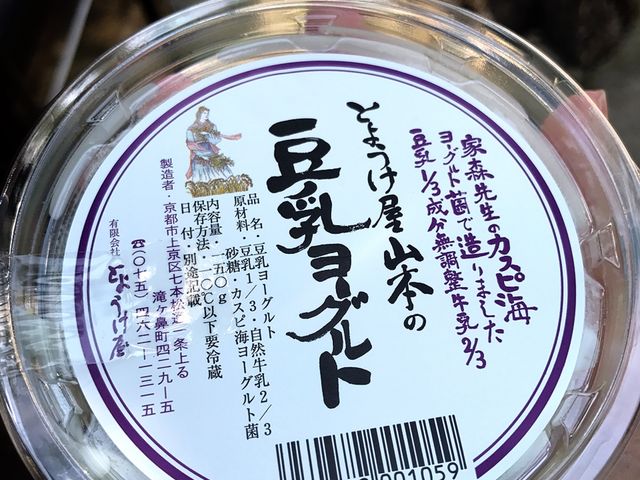 家森先生のカスピ海
ヨーグルト菌で造りました
豆乳1/3成分無調整牛乳2/3
とようけ屋山本の
豆乳ヨーグルト
品名・豆乳ヨーグルト
原材料・豆乳1/3・自然牛乳2/3
砂糖・カスピ海ヨーグルト菌
内容量・一五〇g
保存方法・一〇℃以下要冷蔵
日付・別途記載
製造者・京都市上京区七本松通一条上る
滝ヶ鼻町四二九ー五
☎(〇七五)四六二ー一三一五
有限会社
とようけ屋
001059